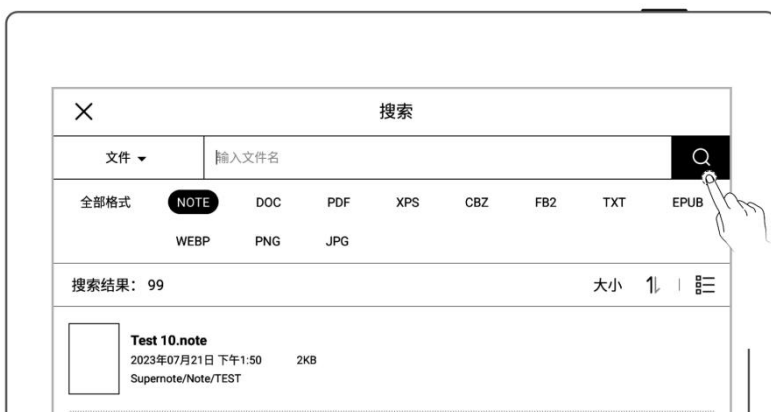 搜索
文件 输入文件名
全部格式 NOTE DOC PDF XPS CBZ FB2 TXT EPUB
WEBP PNG JPG
搜索结果： 99 大小
Test 10.note
2023年07月21日 下午1:50 2KB
Supernote/Note/TEST